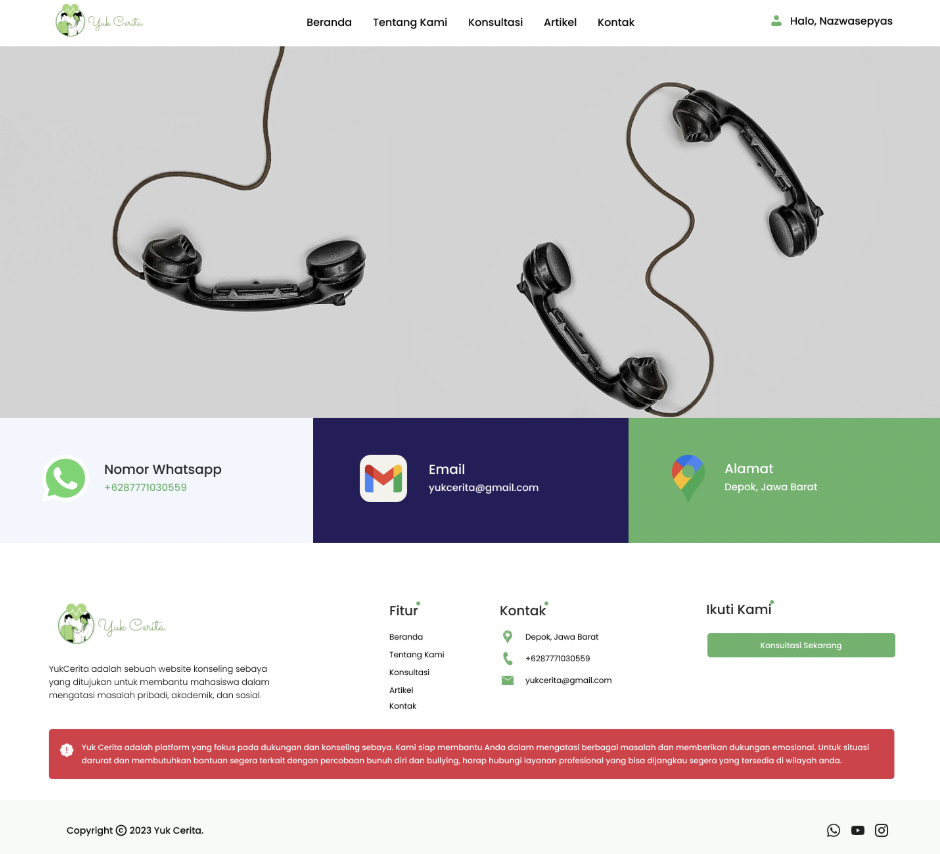 Yuk Cerita
Beranda
Tentang Kami
Konsultasi
Artikel
Kontak
Halo, Nazwasepyas
Nomor Whatsapp
+6287771030559
Email
yukcerita@gmail.com
Alamat
Depok, Jawa Barat
Yuk Cerita
YukCerita adalah sebuah website konseling sebaya
yang ditujukan untuk membantu mahasiswa dalam
mengatasi masalah pribadi, akademik, dan sosial.
Fitur
Beranda
Tentang Kami
Konsultasi
Artikel
Kontak
Kontak
Depok, Jawa Barat
+6287771030559
yukcerita@gmail.com
Ikuti Kami
Konsultasi Sekarang
Yuk Cerita adalah platform yang fokus pada dukungan dan konseling sebaya. Kami siap membantu Anda dalam mengatasi berbagai masalah dan memberikan dukungan emosional. Untuk situasi
darurat dan membutuhkan bantuan segera terkait dengan percobaan bunuh diri dan bullying, harap hubungi layanan profesional yang bisa dijangkau segera yang tersedia di wilayah anda.
Copyright © 2023 Yuk Cerita.